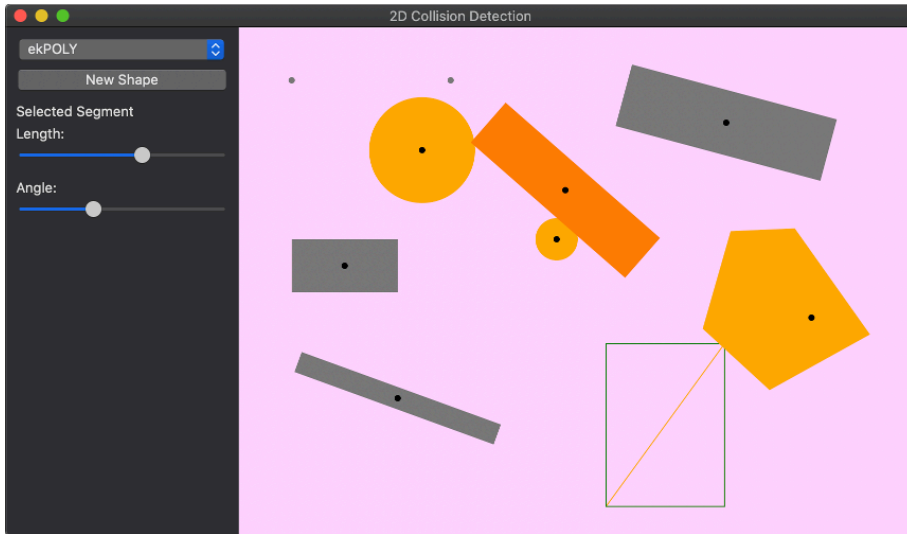 2D Collision Detection
ekPOLY
New Shape
Selected Segment
Length:
Angle: